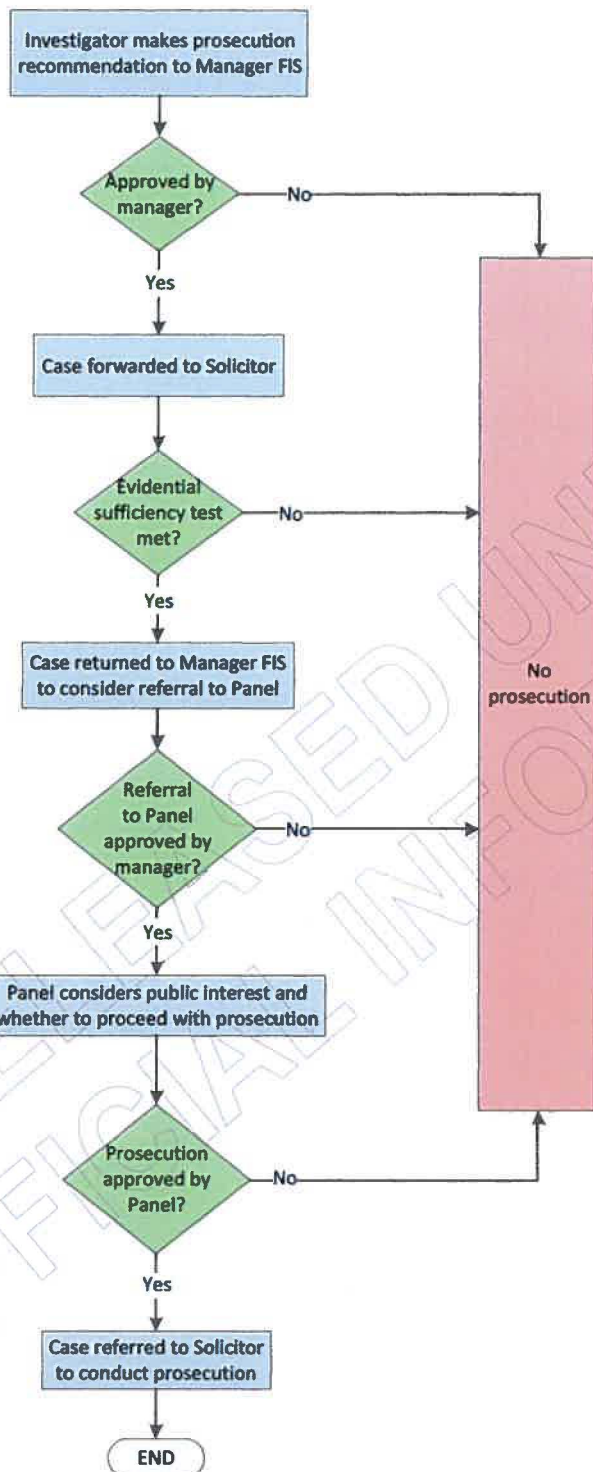 Investigator makes prosecution
recommendation to Manager FIS
Approved by
manager?
No
Yes
Case forwarded to Solicitor
Evidential
sufficiency test
met?
No
Yes
Case returned to Manager FIS
to consider referral to Panel
No
prosecution
Referral
to Panel
approved by
manager?
No
Yes
Panel considers public interest and
whether to proceed with prosecution
Prosecution
approved by
Panel?
No
Yes
Case referred to Solicitor
to conduct prosecution
END